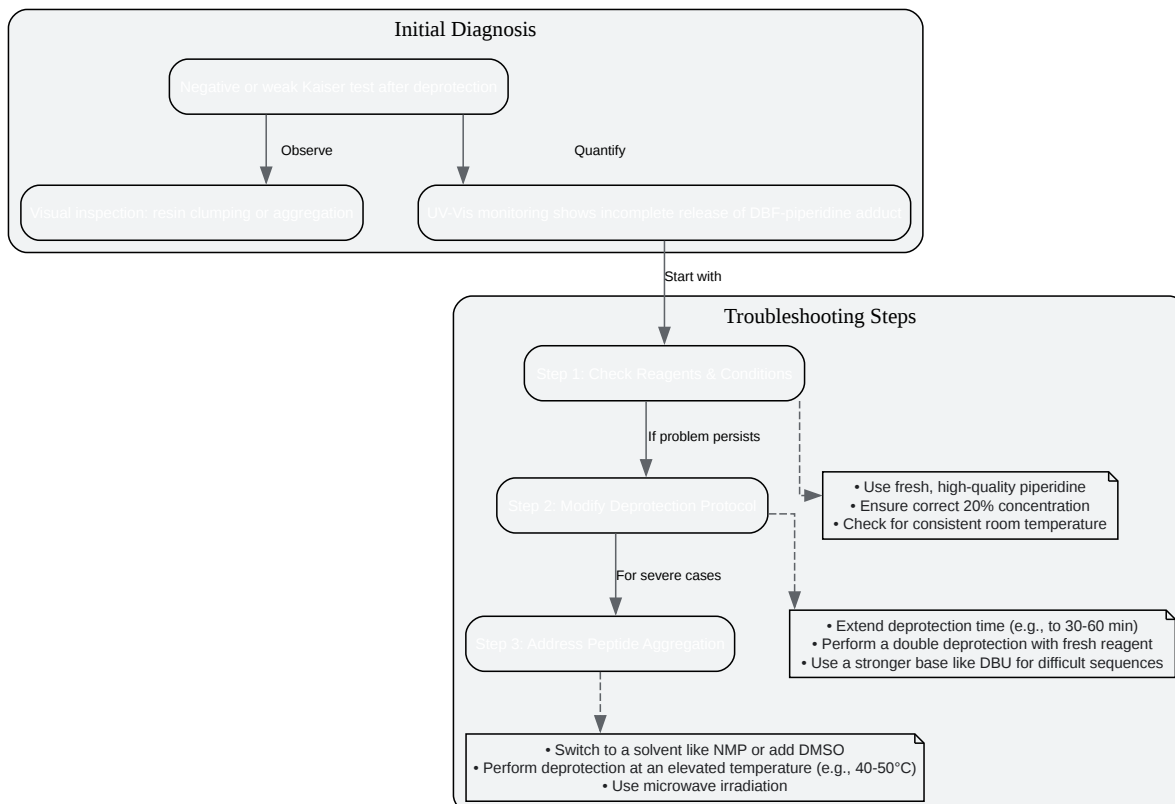 Initial Diagnosis
Negative or weak Kaiser test after deprotection
Observe
Quantify
Visual inspection: resin clumping or aggregation
UV-Vis monitoring shows incomplete release of DBF-piperidine adduct
Start with
Troubleshooting Steps
Step 1: Check Reagents & Conditions
If problem persists
• Use fresh, high-quality piperidine
• Ensure correct 20% concentration
• Check for consistent room temperature
Step 2: Modify Deprotection Protocol
For severe cases
• Extend deprotection time (e.g., to 30-60 min)
• Perform a double deprotection with fresh reagent
• Use a stronger base like DBU for difficult sequences
Step 3: Address Peptide Aggregation
• Switch to a solvent like NMP or add DMSO
• Perform deprotection at an elevated temperature (e.g., 40-50°C)
• Use microwave irradiation